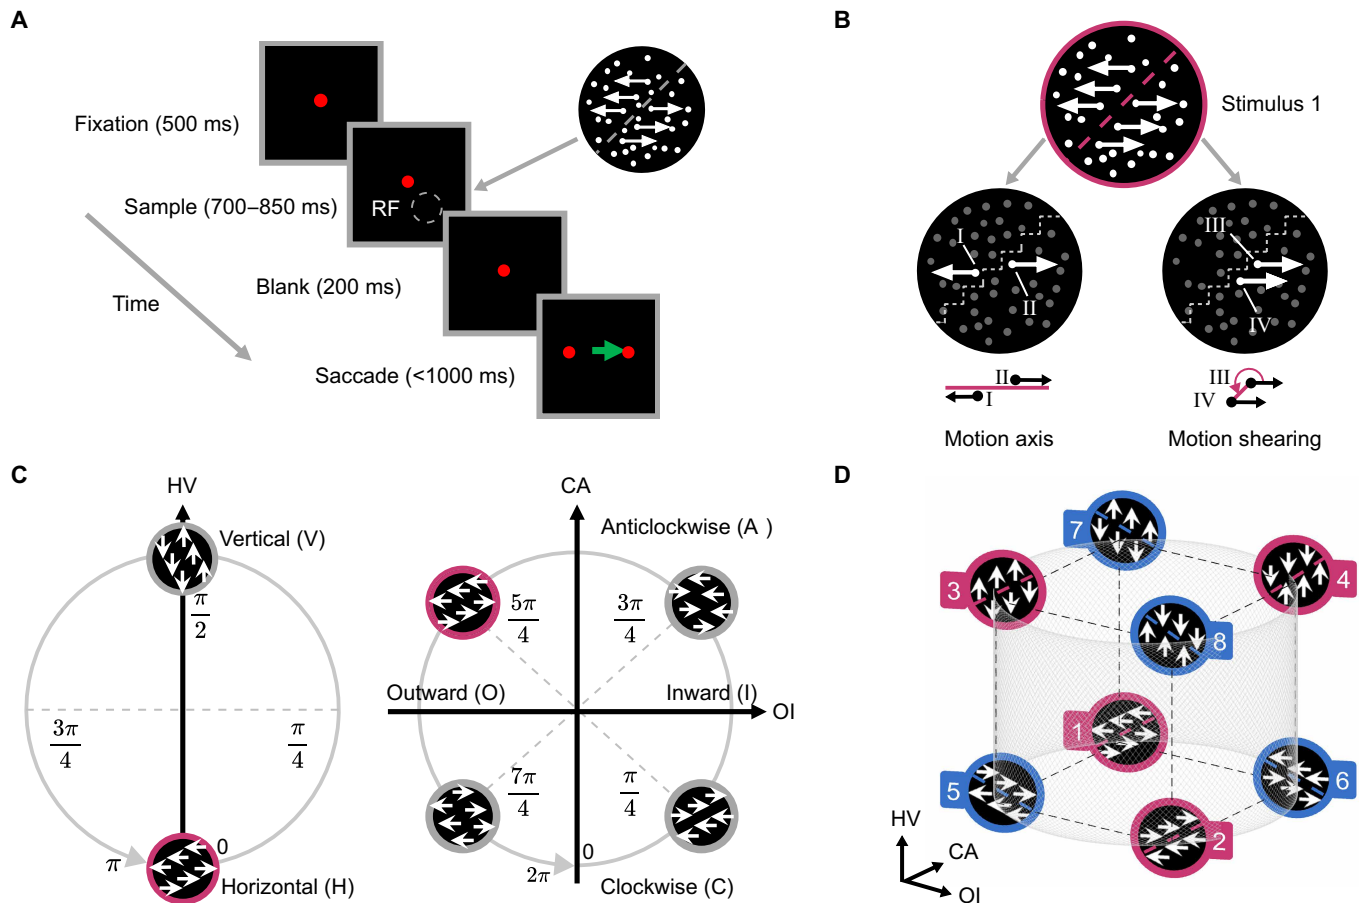 A
Fixation (500 ms)
RF
Sample (700–850 ms)
Blank (200 ms)
Time
Saccade (<1000 ms)
B
Stimulus 1
I
II
III
IV
II
I
III
IV
Motion axis
Motion shearing
C
HV
Vertical (V)
π/2
3π/4
π/4
π
0
Horizontal (H)
CA
Anticlockwise (A )
5π/4
3π/4
Outward (O)
Inward (I)
OI
7π/4
π/4
0
2π
Clockwise (C)
D
7
3
4
8
1
5
6
2
HV
CA
OI